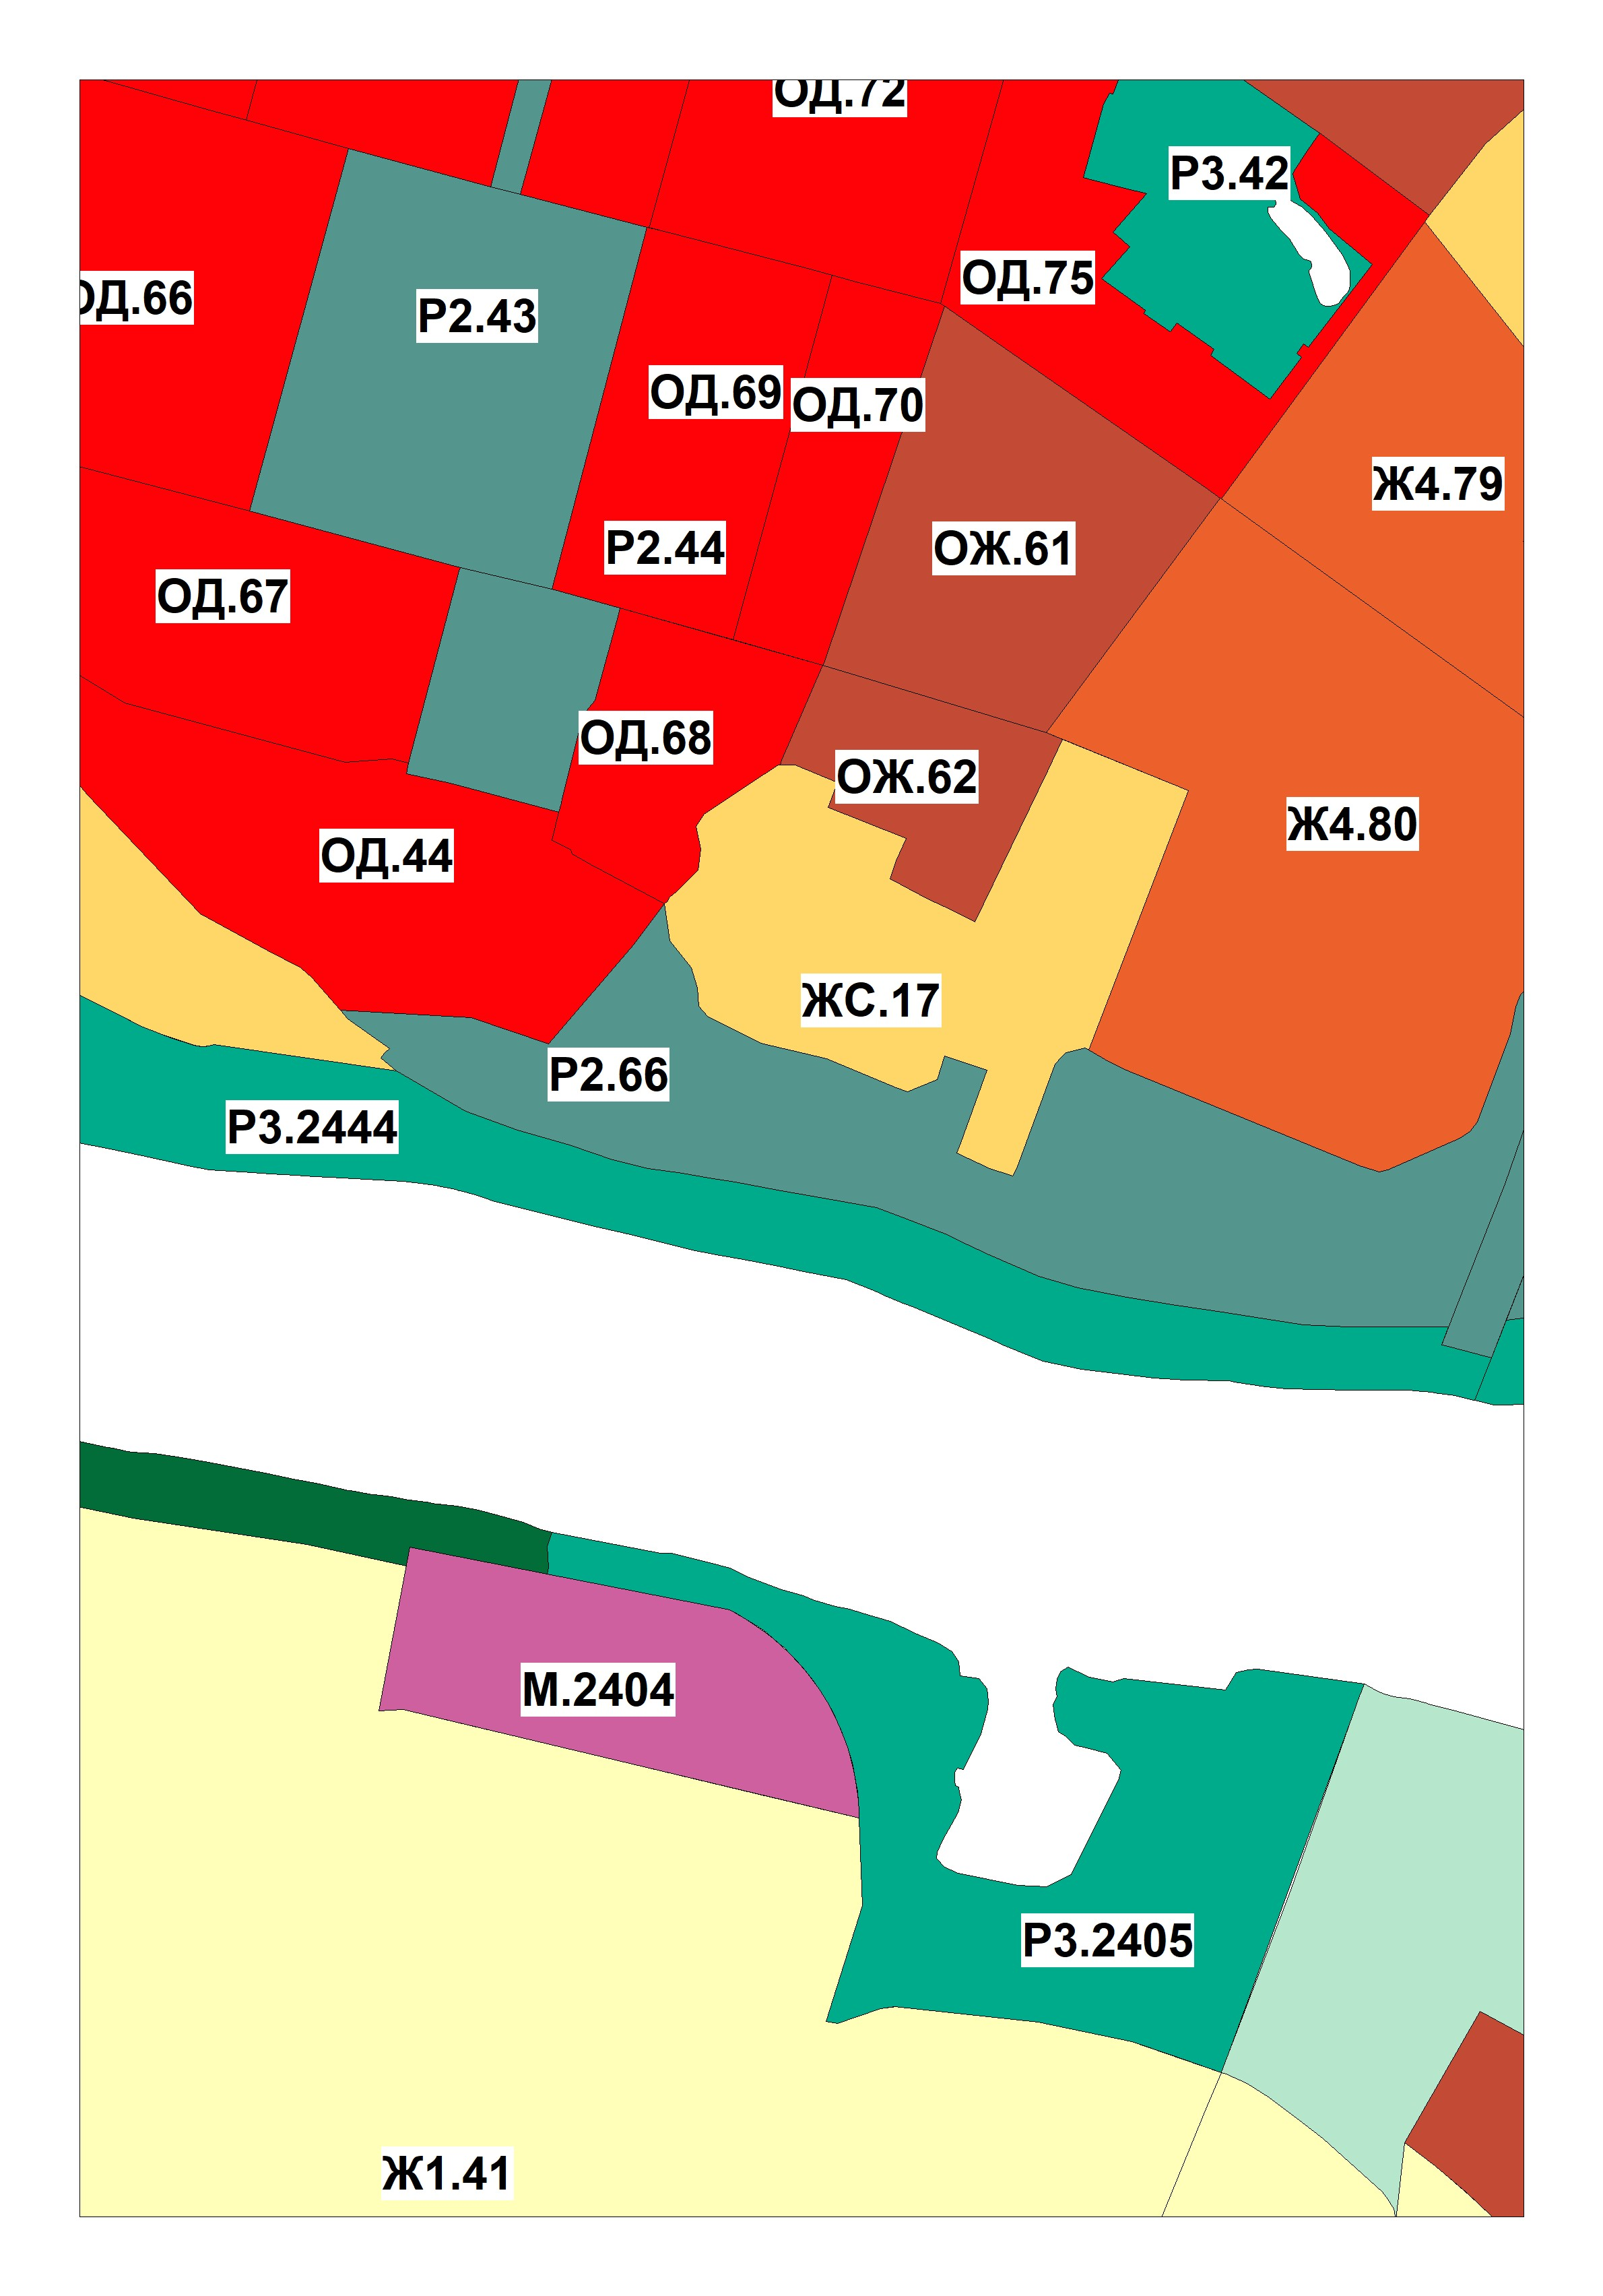 ОД.72
Р3.42
ОД.75
ОД.66
Р2.43
ОД.69
ОД.70
Ж4.79
Р2.44
ОЖ.61
ОД.67
ОД.68
ОЖ.62
Ж4.80
ОД.44
ЖС.17
Р2.66
Р3.2444
М.2404
Р3.2405
Ж1.41